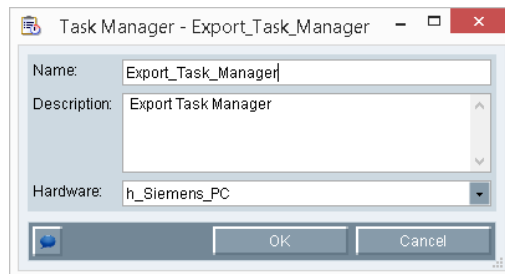 Task Manager - Export_Task_Manager
Name: Export_Task_Manager
Description: Export Task Manager
Hardware: h_Siemens_PC
OK Cancel